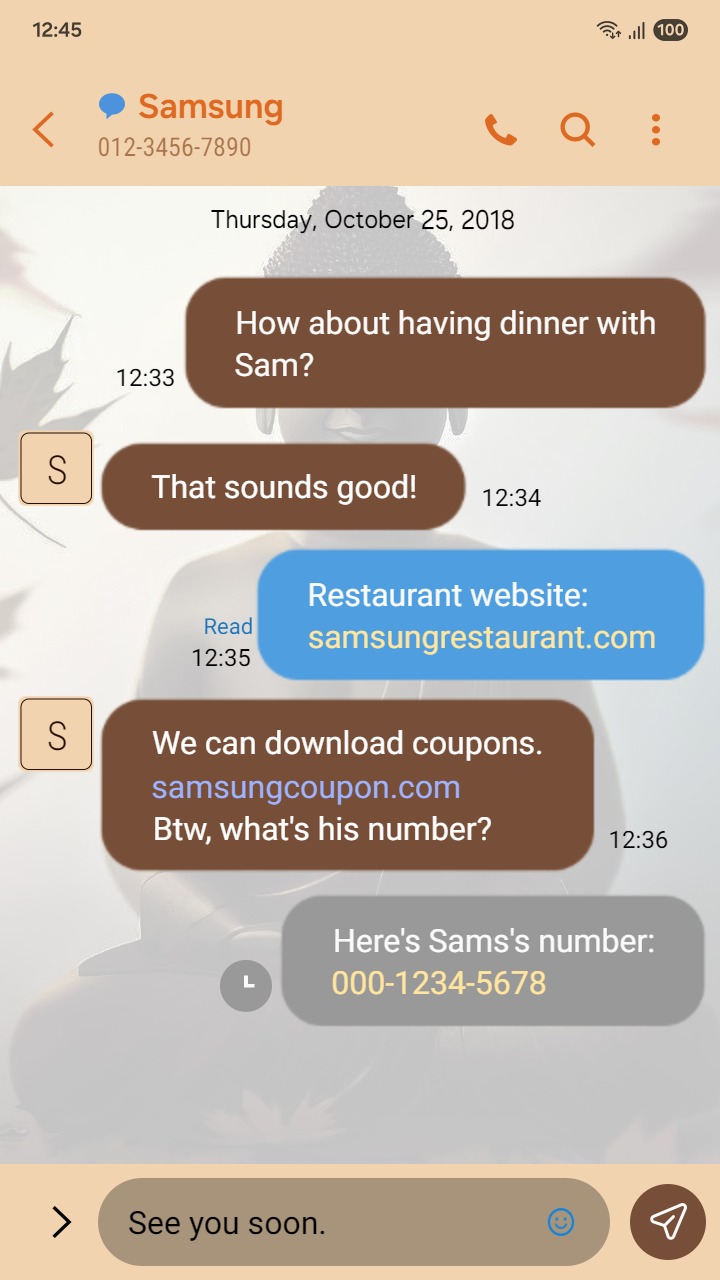 12:45
100
Samsung
012-3456-7890
Thursday, October 25, 2018
How about having dinner with
Sam?
12:33
S
That sounds good!
12:34
Restaurant website:
samsungrestaurant.com
Read
12:35
S
We can download coupons.
samsungcoupon.com
Btw, what's his number?
12:36
Here's Sams's number:
000-1234-5678
See you soon.